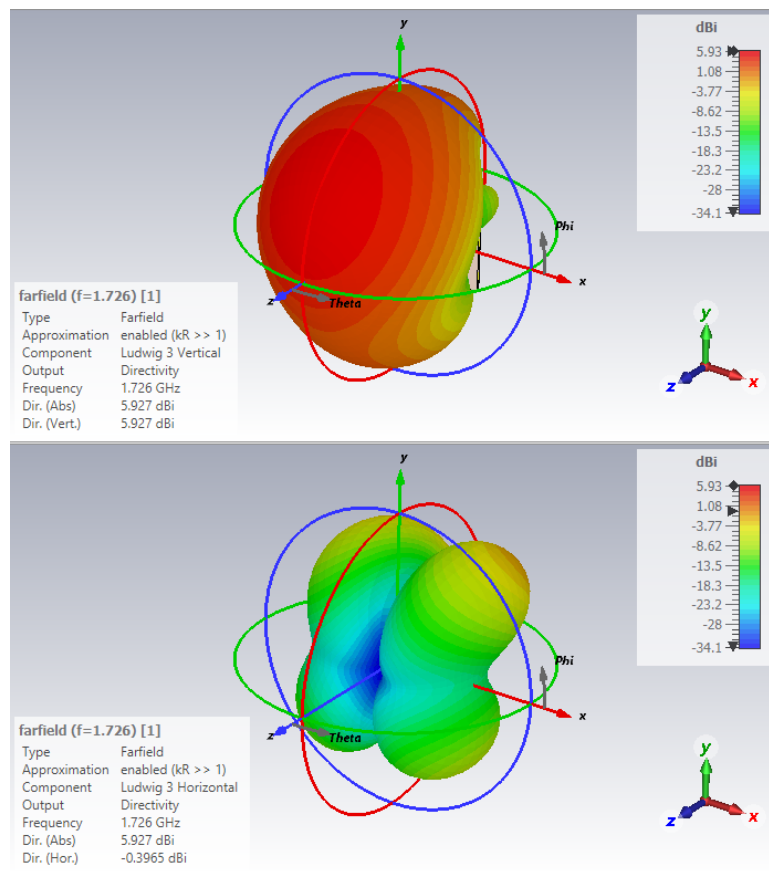 dBi
5.93
1.08
-3.77
-8.62
-13.5
-18.3
-23.2
-28
-34.1
y
Phi
x
z
Theta
farfield (f=1.726) [1]
Type Farfield
Approximation enabled (kR >> 1)
Component Ludwig 3 Vertical
Output Directivity
Frequency 1.726 GHz
Dir. (Abs) 5.927 dBi
Dir. (Vert.) 5.927 dBi
y
z
x
dBi
5.93
1.08
-3.77
-8.62
-13.5
-18.3
-23.2
-28
-34.1
y
Phi
x
z
Theta
farfield (f=1.726) [1]
Type Farfield
Approximation enabled (kR >> 1)
Component Ludwig 3 Horizontal
Output Directivity
Frequency 1.726 GHz
Dir. (Abs) 5.927 dBi
Dir. (Hor.) -0.3965 dBi
y
z
x